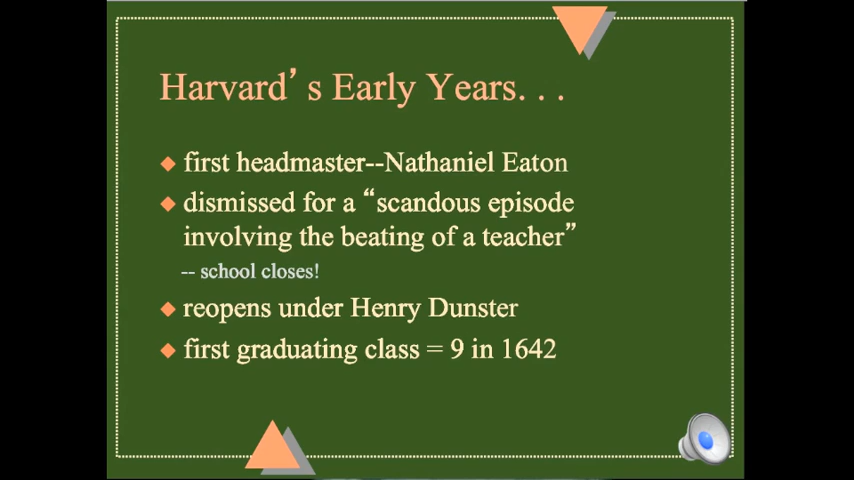 Harvard’s Early Years. . .
◆ first headmaster--Nathaniel Eaton
◆ dismissed for a “scandous episode
involving the beating of a teacher”
-- school closes!
◆ reopens under Henry Dunster
◆ first graduating class = 9 in 1642